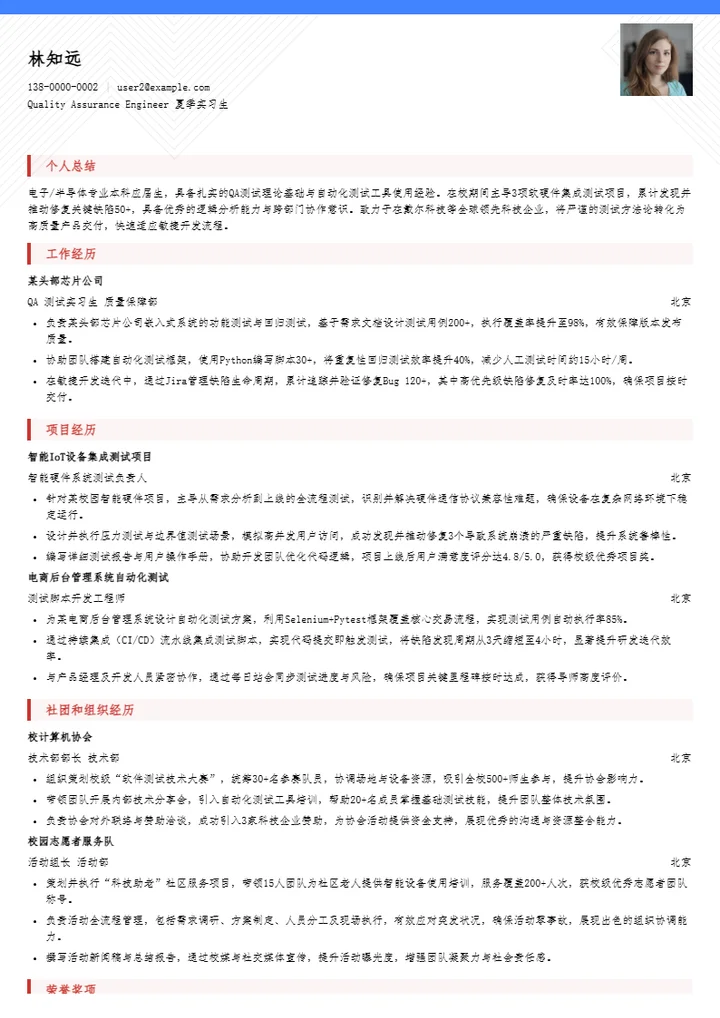 林知远
138-0000-0002 | user2@example.com
Quality Assurance Engineer 夏季实习生
个人总结
电子/半导体专业本科应届生，具备扎实的QA测试理论基础与自动化测试工具使用经验。在校期间主导3项软硬件集成测试项目，累计发现并
推动修复关键缺陷50+，具备优秀的逻辑分析能力与跨部门协作意识。致力于在戴尔科技等全球领先科技企业，将严谨的测试方法论转化为
高质量产品交付，快速适应敏捷开发流程。
工作经历
某头部芯片公司
QA 测试实习生 质量保障部 北京
• 负责某头部芯片公司嵌入式系统的功能测试与回归测试，基于需求文档设计测试用例200+，执行覆盖率提升至98%，有效保障版本发布
质量。
• 协助团队搭建自动化测试框架，使用Python编写脚本30+，将重复性回归测试效率提升40%，减少人工测试时间约15小时/周。
• 在敏捷开发迭代中，通过Jira管理缺陷生命周期，累计追踪并验证修复Bug 120+，其中高优先级缺陷修复及时率达100%，确保项目按时
交付。
项目经历
智能IoT设备集成测试项目
智能硬件系统测试负责人 北京
• 针对某校园智能硬件项目，主导从需求分析到上线的全流程测试，识别并解决硬件通信协议兼容性难题，确保设备在复杂网络环境下稳
定运行。
• 设计并执行压力测试与边界值测试场景，模拟高并发用户访问，成功发现并推动修复3个导致系统崩溃的严重缺陷，提升系统鲁棒性。
• 编写详细测试报告与用户操作手册，协助开发团队优化代码逻辑，项目上线后用户满意度评分达4.8/5.0，获得校级优秀项目奖。
电商后台管理系统自动化测试
测试脚本开发工程师 北京
• 为某电商后台管理系统设计自动化测试方案，利用Selenium+Pytest框架覆盖核心交易流程，实现测试用例自动执行率85%。
• 通过持续集成（CI/CD）流水线集成测试脚本，实现代码提交即触发测试，将缺陷发现周期从3天缩短至4小时，显著提升研发迭代效
率。
• 与产品经理及开发人员紧密协作，通过每日站会同步测试进度与风险，确保项目关键里程碑按时达成，获得导师高度评价。
社团和组织经历
校计算机协会
技术部部长 技术部 北京
• 组织策划校级“软件测试技术大赛”，统筹30+名参赛队员，协调场地与设备资源，吸引全校500+师生参与，提升协会影响力。
• 带领团队开展内部技术分享会，引入自动化测试工具培训，帮助20+名成员掌握基础测试技能，提升团队整体技术氛围。
• 负责协会对外联络与赞助洽谈，成功引入3家科技企业赞助，为协会活动提供资金支持，展现优秀的沟通与资源整合能力。
校园志愿者服务队
活动组长 活动部 北京
• 策划并执行“科技助老”社区服务项目，带领15人团队为社区老人提供智能设备使用培训，服务覆盖200+人次，获校级优秀志愿者团队
称号。
• 负责活动全流程管理，包括需求调研、方案制定、人员分工及现场执行，有效应对突发状况，确保活动零事故，展现出色的组织协调能
力。
• 撰写活动新闻稿与总结报告，通过校媒与社交媒体宣传，提升活动曝光度，增强团队凝聚力与社会责任感。
荣誉奖项